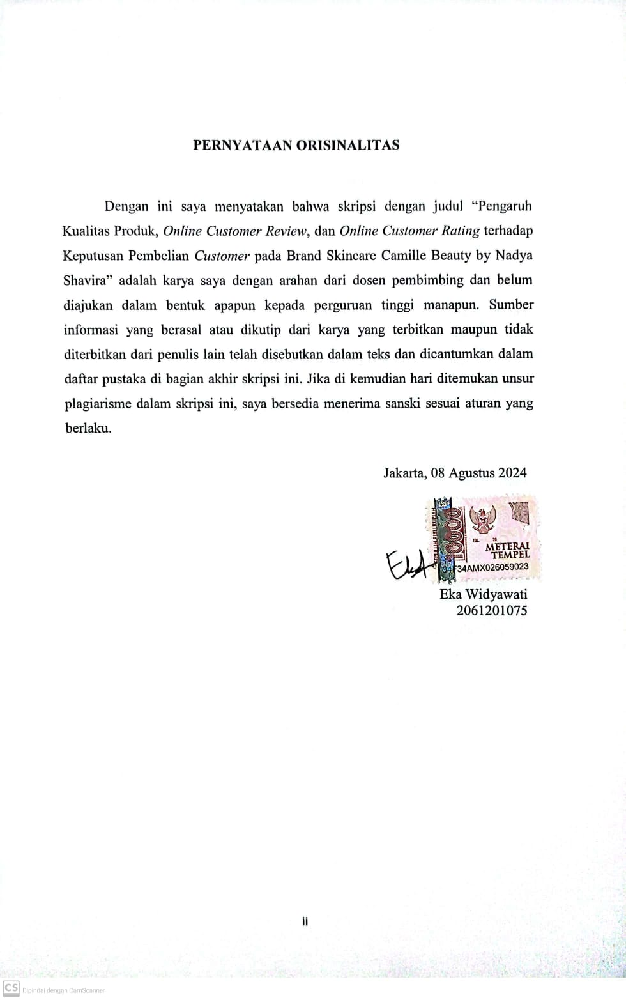 PERNYATAAN ORISINALITAS
Dengan ini saya menyatakan bahwa skripsi dengan judul “Pengaruh
Kualitas Produk, Online Customer Review, dan Online Customer Rating terhadap
Keputusan Pembelian Customer pada Brand Skincare Camille Beauty by Nadya
Shavira” adalah karya saya dengan arahan dari dosen pembimbing dan belum
diajukan dalam bentuk apapun kepada perguruan tinggi manapun. Sumber
informasi yang berasal atau dikutip dari karya yang terbitkan maupun tidak
diterbitkan dari penulis lain telah disebutkan dalam teks dan dicantumkan dalam
daftar pustaka di bagian akhir skripsi ini. Jika di kemudian hari ditemukan unsur
plagiarisme dalam skripsi ini, saya bersedia menerima sanski sesuai aturan yang
berlaku.
Jakarta, 08 Agustus 2024
10000
TGL. 20
METERAI
TEMPEL
34AMX026059023
Eka
Eka Widyawati
2061201075
ii
CS Dipindai dengan CamScanner